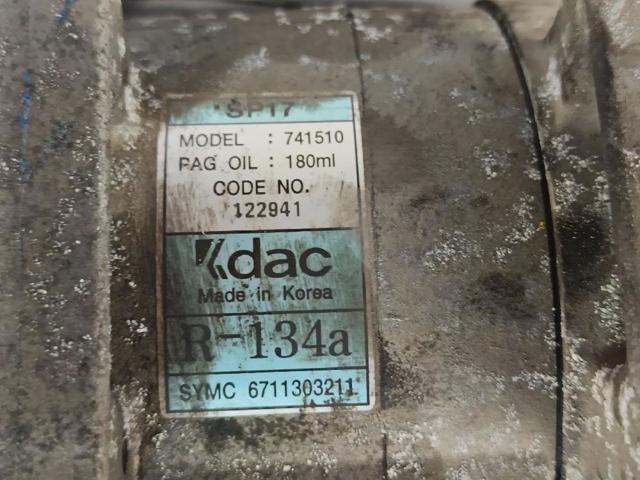 SP17
MODEL : 741510
PAG OIL : 180ml
CODE NO.
122941
dac
Made in Korea
R-134a
SYMC 6711303211